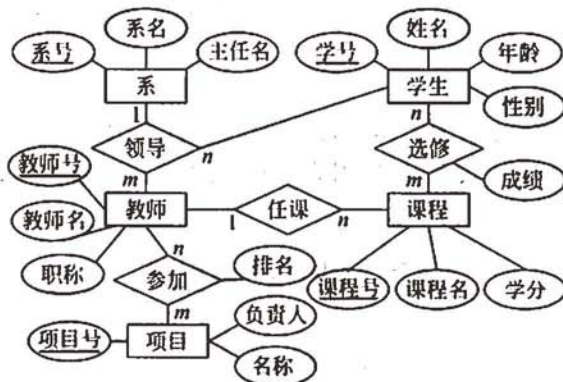 系名
姓名
系号
主任名
学号
年龄
系
学生
性别
1
n
领导
n
选修
教师号
m
m
成绩
教师
1
任课
n
课程
教师名
n
职称
参加
排名
课程号
课程名
学分
m
负责人
项目号
项目
名称